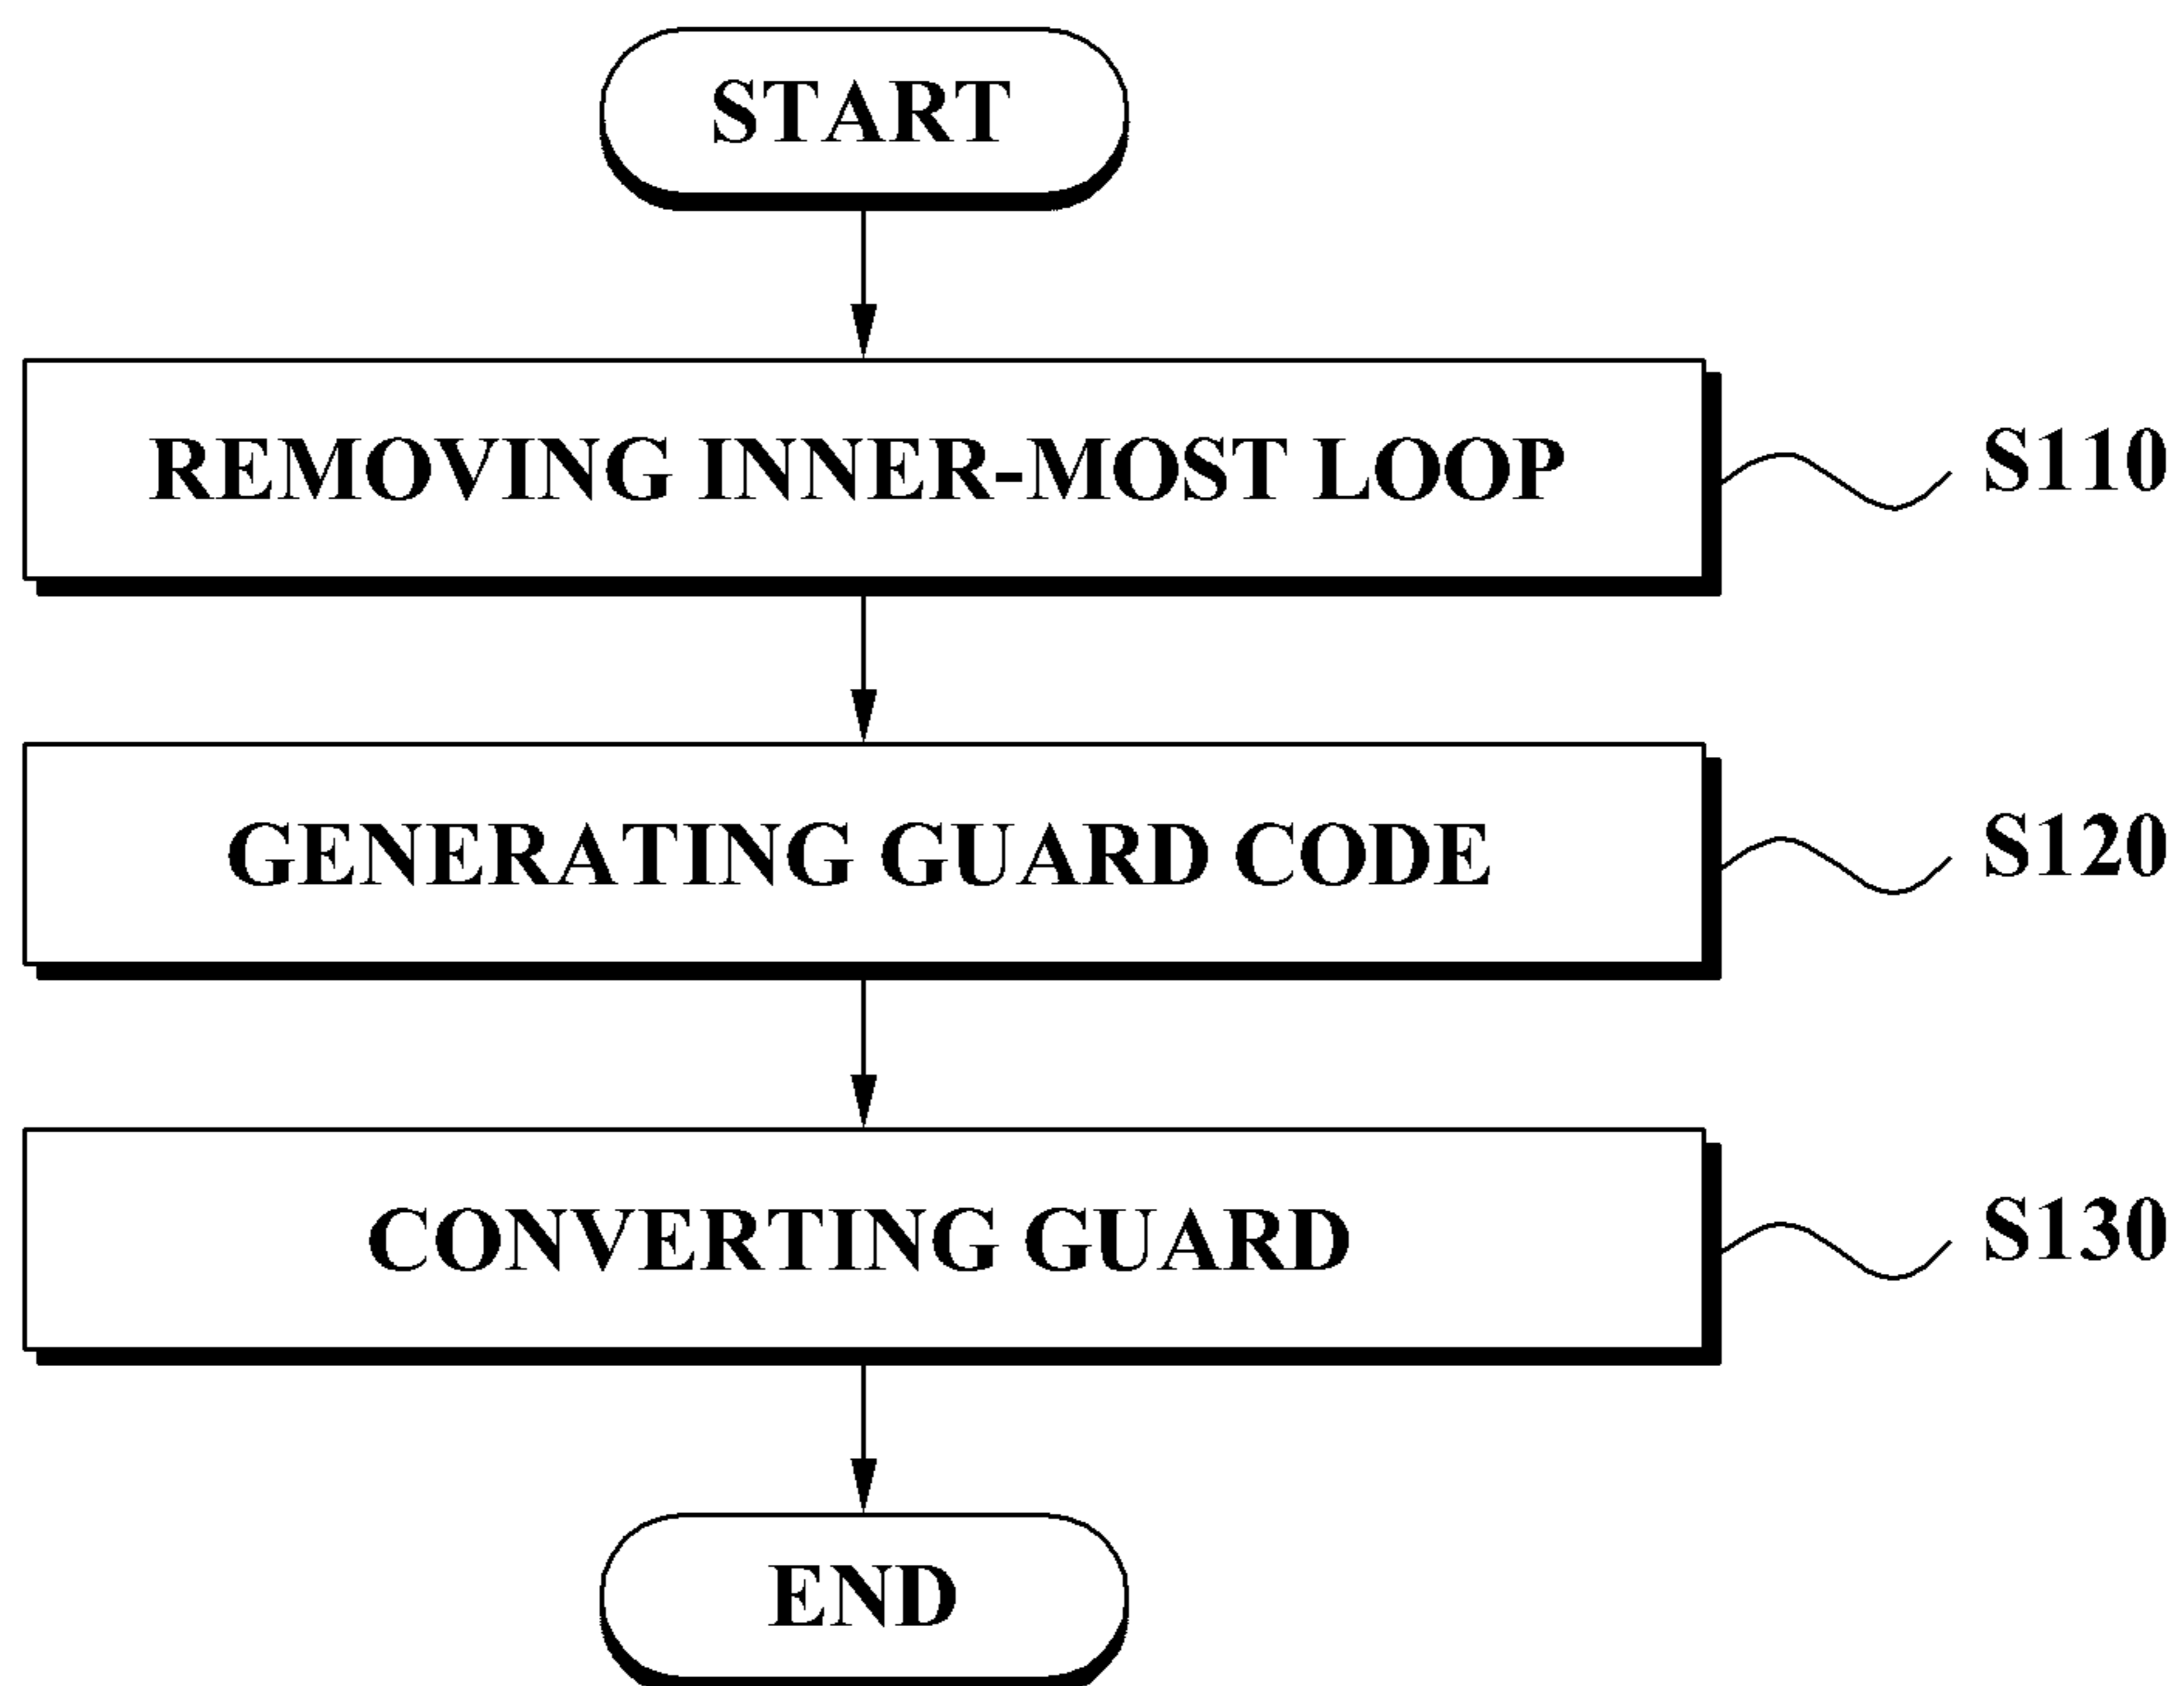 START
REMOVING INNER-MOST LOOP
S110
GENERATING GUARD CODE
S120
CONVERTING GUARD
S130
END